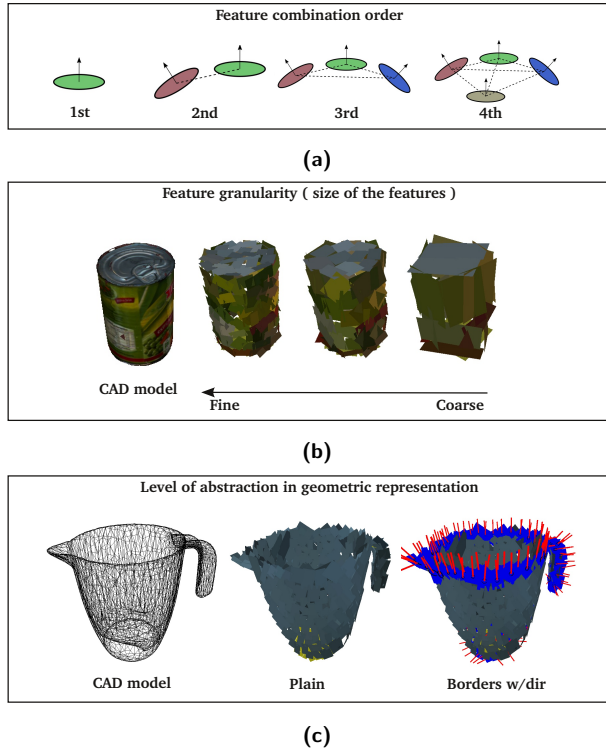 Feature combination order
1st
2nd
3rd
4th
(a)
Feature granularity ( size of the features )
CAD model
Fine
Coarse
(b)
Level of abstraction in geometric representation
CAD model
Plain
Borders w/dir
(c)